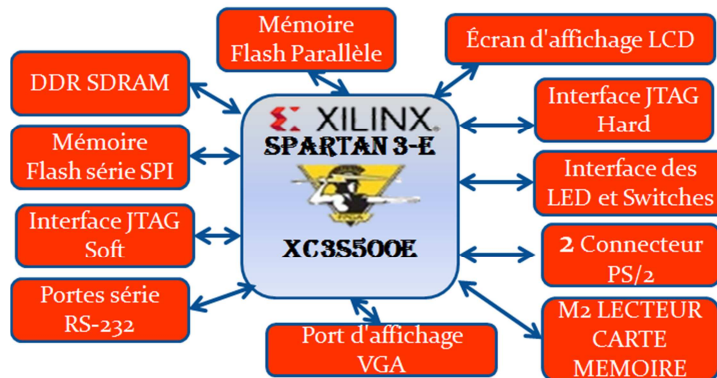 Mémoire
Flash Parallèle
Écran d'affichage LCD
DDR SDRAM
Interface JTAG
Hard
XILINX®
SPARTAN 3-E
Mémoire
Flash série SPI
Interface des
LED et Switches
Interface JTAG
Soft
XC3S500E
2 Connecteur
PS/2
Portes série
RS-232
Port d'affichage
VGA
M2 LECTEUR
CARTE
MEMOIRE